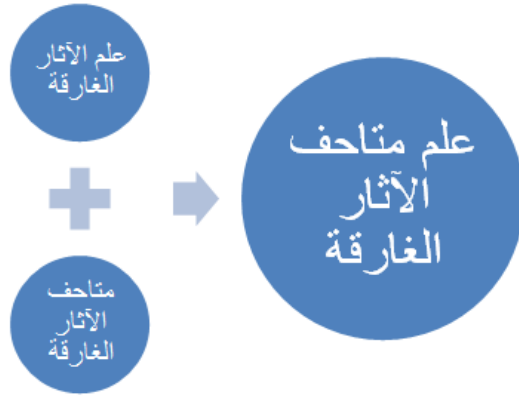 علم الآثار
الغارقة
متاحف
الآثار
الغارقة
علم متاحف
الآثار
الغارقة